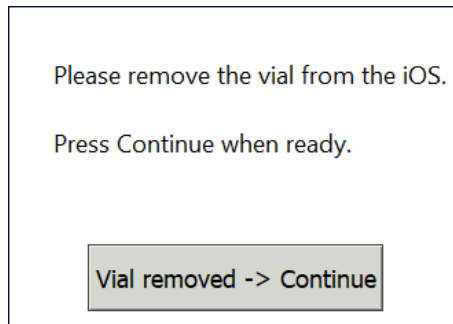 Please remove the vial from the iOS.
Press Continue when ready.
Vial removed -> Continue